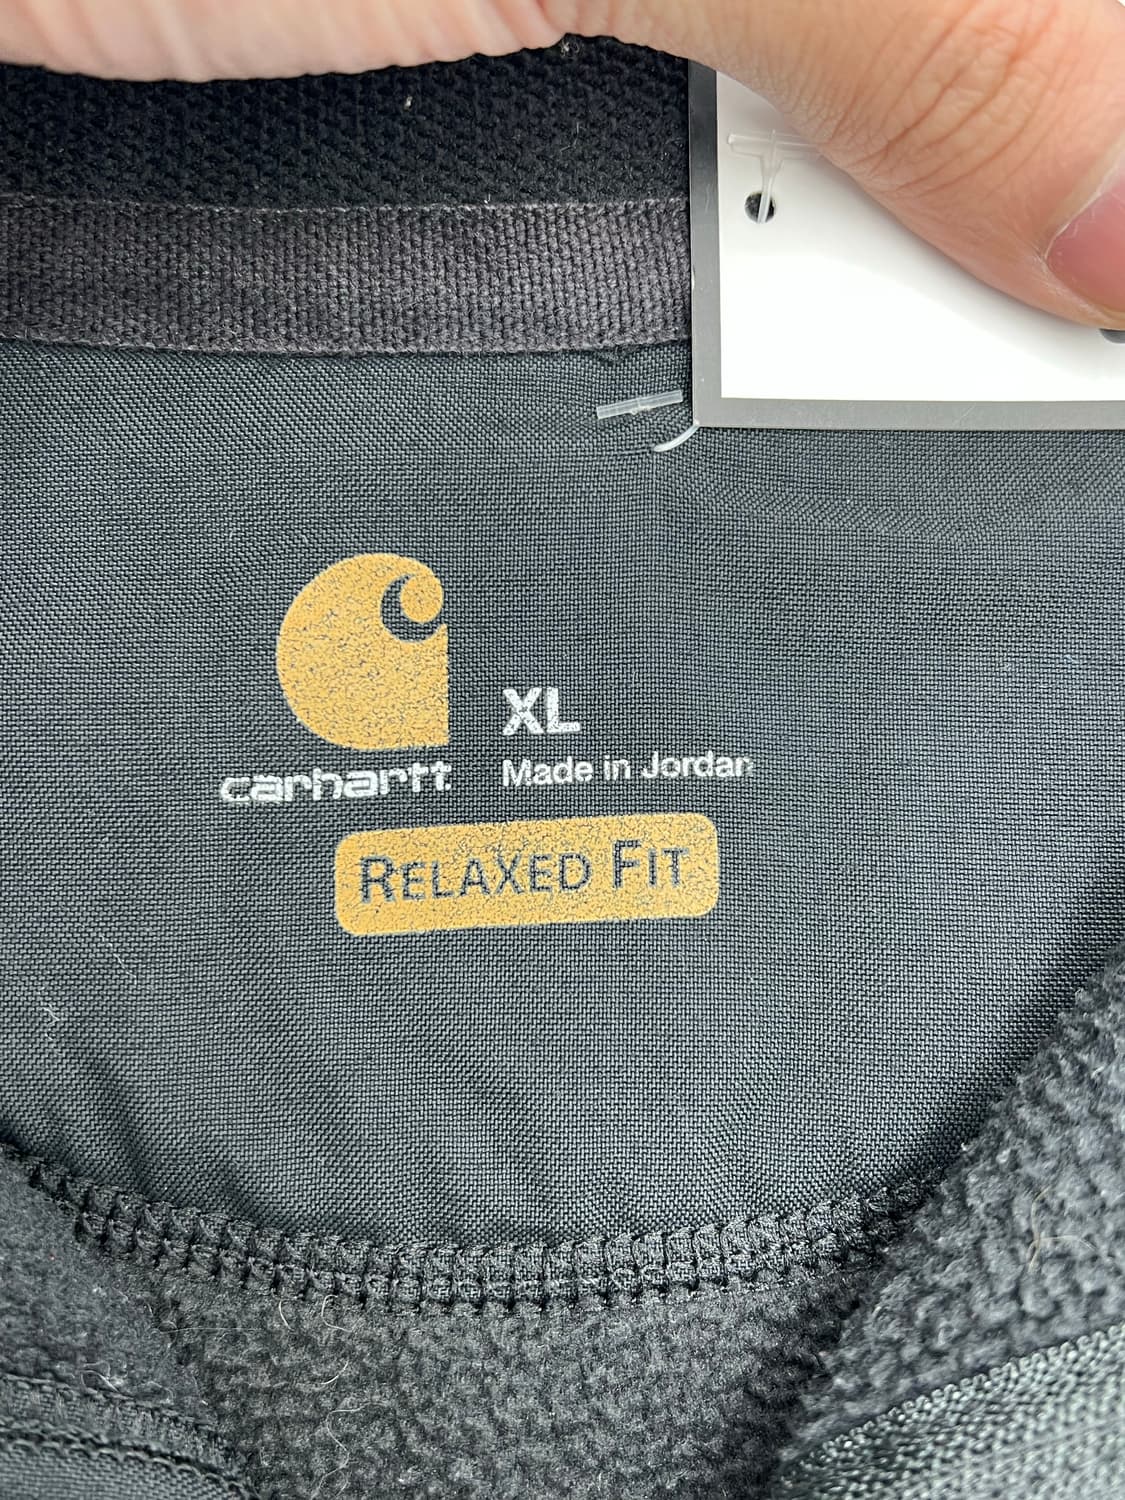 carhartt
XL
Made in Jordan
RELAXED FIT